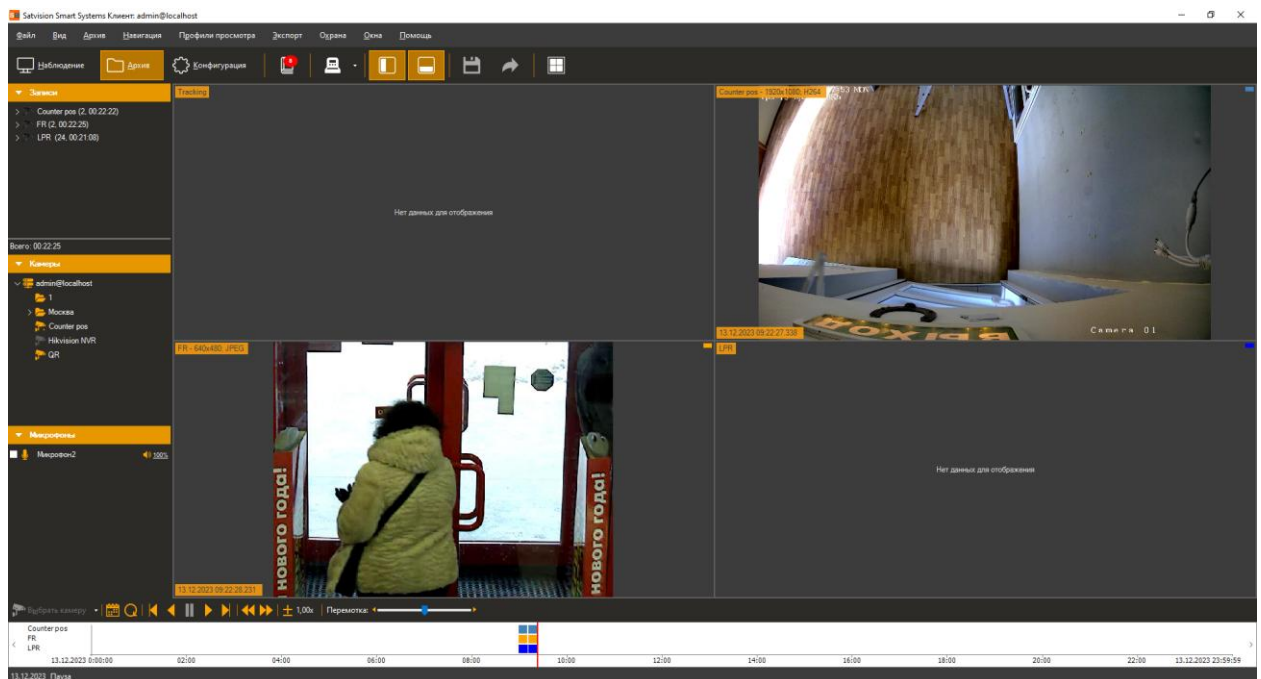 Satvision Smart Systems Клиент: admin@localhost
Файл Вид Архив Навигация Профили просмотра Экспорт Охрана Окна Помощь
Наблюдение Архив Конфигурация
Записи
Counter pos (2, 00:22:22)
FR (2, 00:22:25)
LPR (24, 00:21:08)
Всего: 00:22:25
Камеры
admin@localhost
1
Москва
Counter pos
Hikvision NVR
QR
Микрофоны
Микрофон2 100%
Tracking
Нет данных для отображения
Counter pos - 1920x1080; H264
13.12.2023 09:22:27.338
Camera 01
ВЫХОД
FR - 640x480; JPEG
НОВОГО ГОДА!
НОВОГО ГОДА!
13.12.2023 09:22:28.231
LPR
Нет данных для отображения
Выбрать камеру 1,00x Перемотка:
Counter pos
FR
LPR
13.12.2023 0:00:00 02:00 04:00 06:00 08:00 10:00 12:00 14:00 16:00 18:00 20:00 22:00 13.12.2023 23:59:59
13.12.2023 Пауза